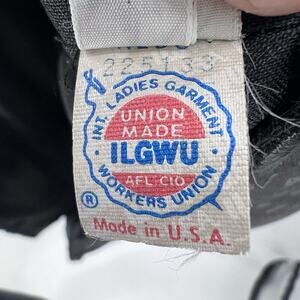 225133
INT. LADIES GARMENT
UNION
MADE
ILGWU
AFL·CIO
WORKERS UNION
®
Made in U.S.A.